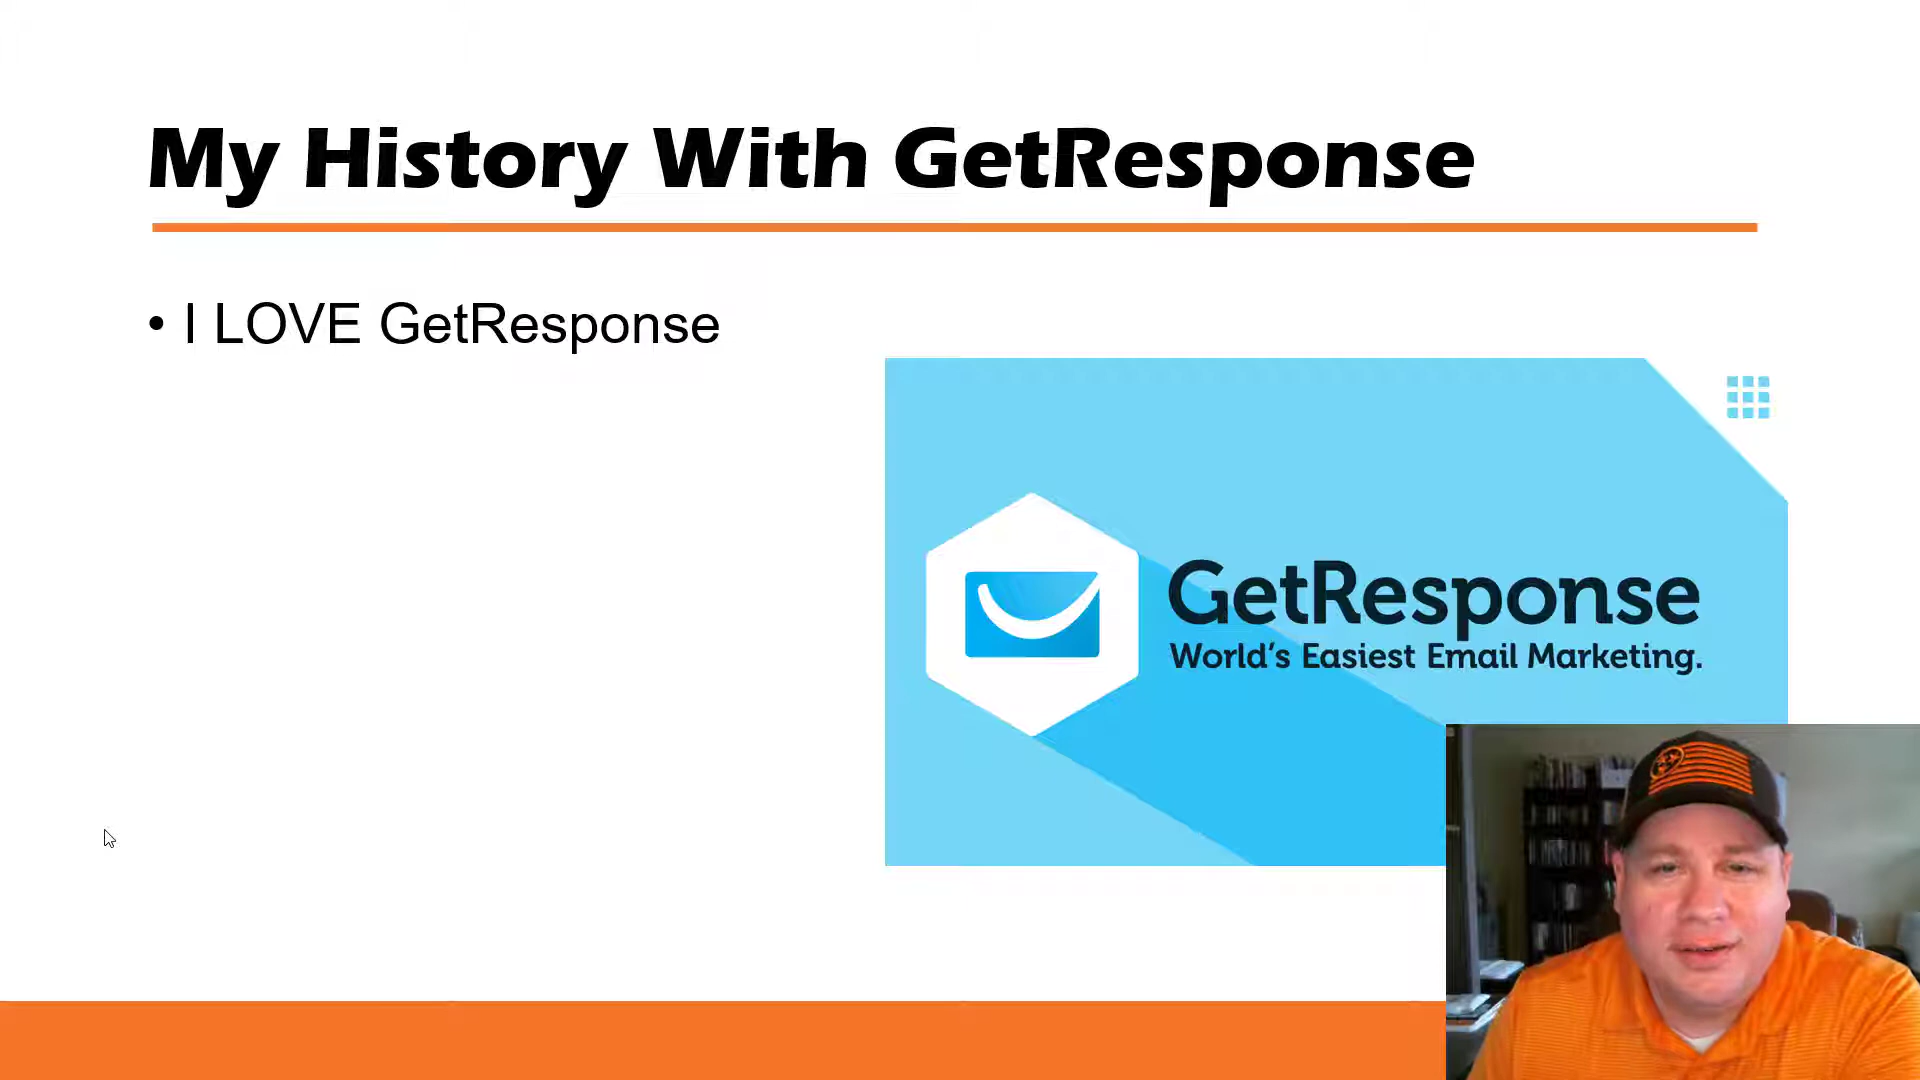 My History With GetResponse
• I LOVE GetResponse
GetResponse
World's Easiest Email Marketing.